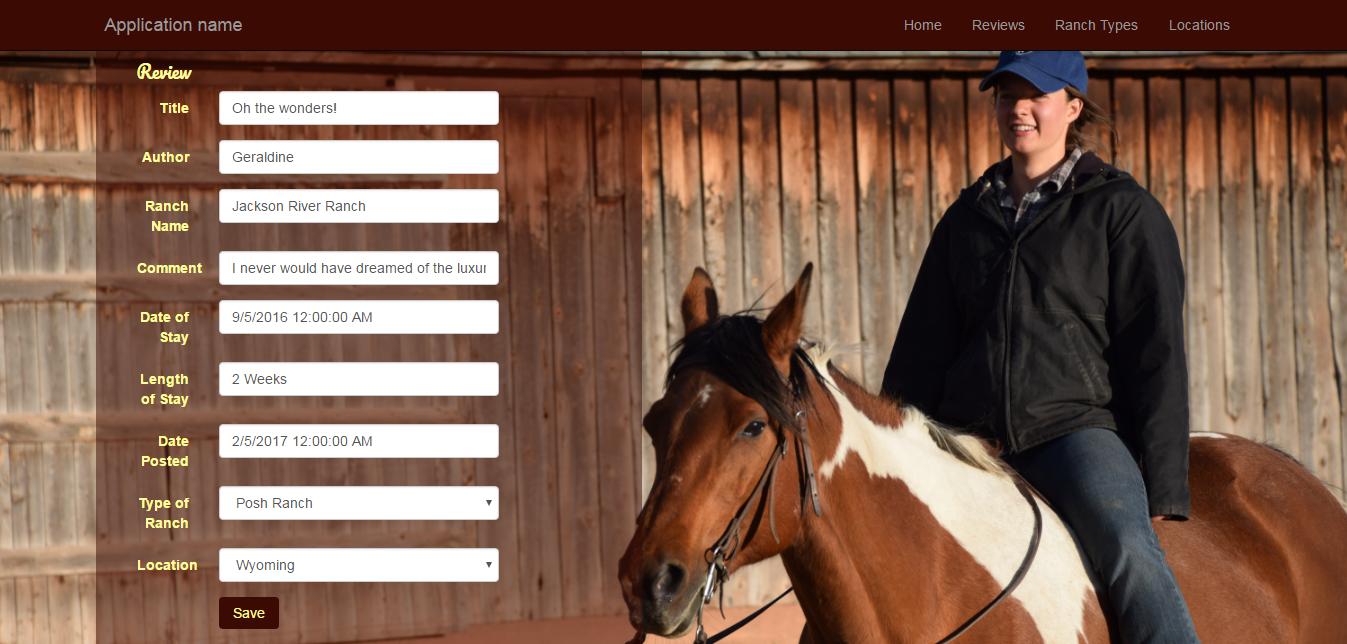 Application name Home Reviews Ranch Types Locations
Review
Title Oh the wonders!
Author Geraldine
Ranch Jackson River Ranch
Name
Comment I never would have dreamed of the
Date of 9/5/2016 12:00:00 AM
Stay
Length 2 Weeks
of Stay
Date 2/5/2017 12:00:00 AM
Posted
Type of Posh Ranch
Ranch
Location Wyoming
Save